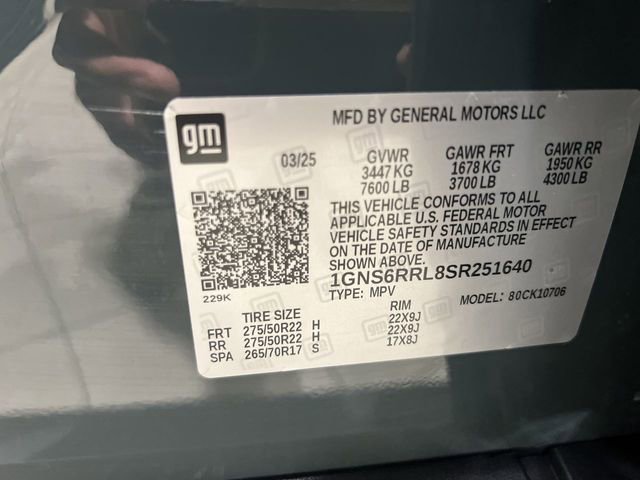 gm
MFD BY GENERAL MOTORS LLC
03/25 GVWR GAWR FRT GAWR RR
3447 KG 1678 KG 1950 KG
7600 LB 3700 LB 4300 LB
THIS VEHICLE CONFORMS TO ALL
APPLICABLE U.S. FEDERAL MOTOR
VEHICLE SAFETY STANDARDS IN EFFECT
ON THE DATE OF MANUFACTURE
SHOWN ABOVE.
1GNS6RRL8SR251640
TYPE: MPV MODEL: 80CK10706
229K
TIRE SIZE RIM
FRT 275/50R22 H 22X9J
RR 275/50R22 H 22X9J
SPA 265/70R17 S 17X8J